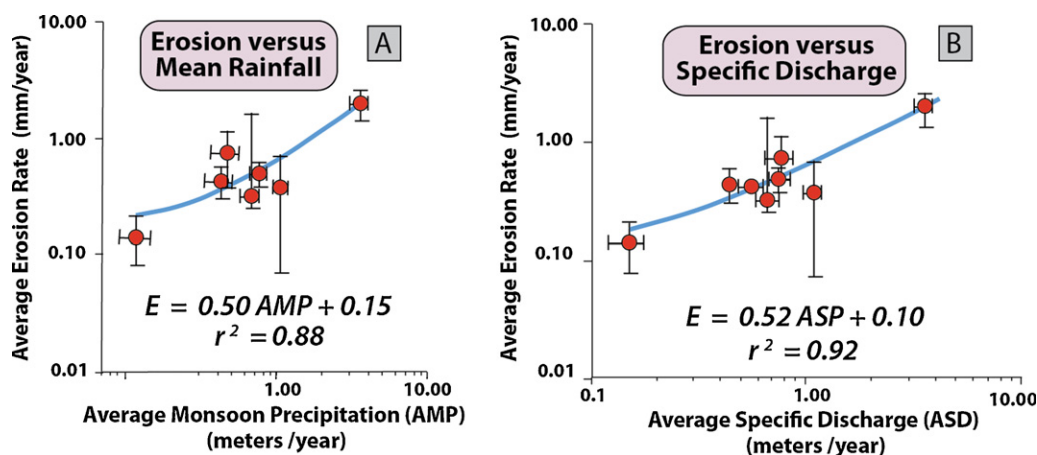 Erosion versus
Mean Rainfall
A
Average Erosion Rate (mm/year)
10.00
1.00
0.10
0.01
E = 0.50 AMP + 0.15
r² = 0.88
1.00
10.00
Average Monsoon Precipitation (AMP)
(meters /year)
Erosion versus
Specific Discharge
B
Average Erosion Rate (mm/year)
10.00
1.00
0.10
0.01
E = 0.52 ASP + 0.10
r² = 0.92
0.1
1.00
10.00
Average Specific Discharge (ASD)
(meters /year)